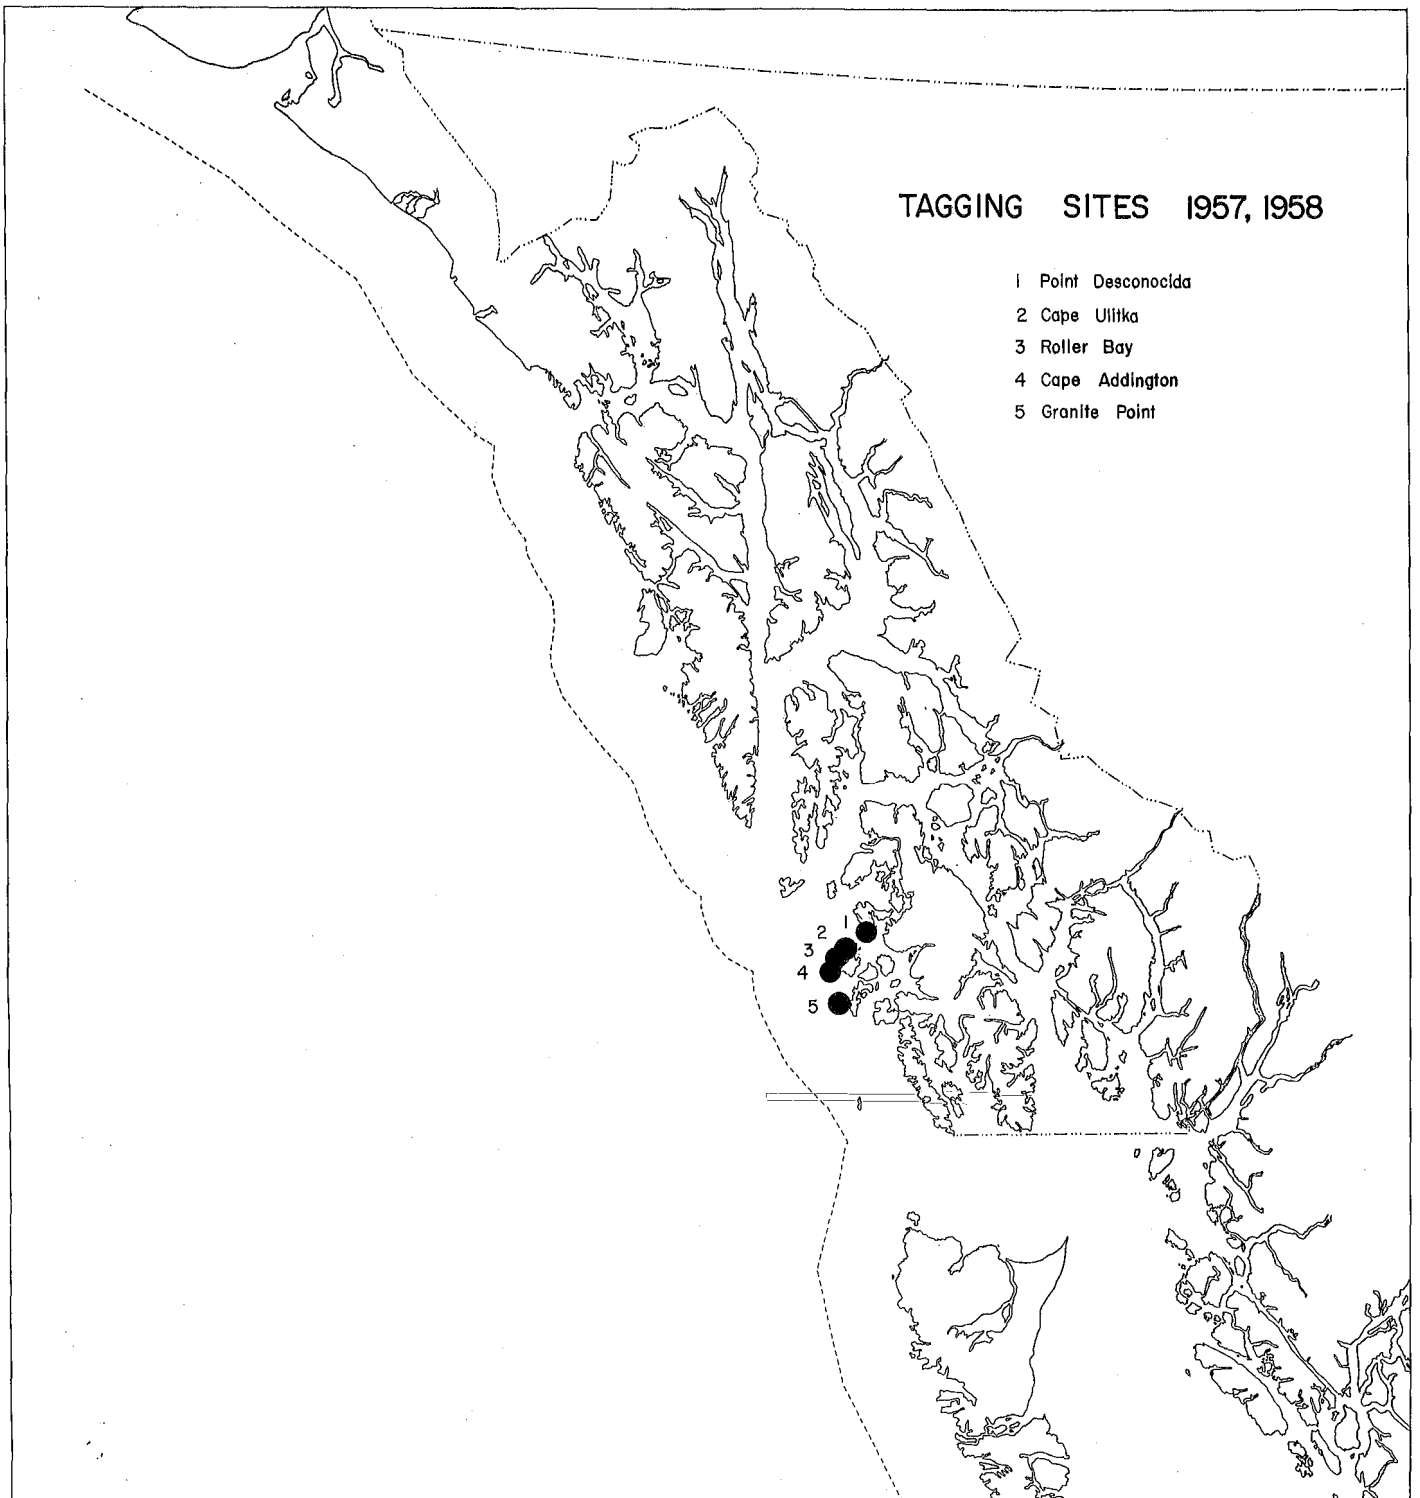 TAGGING SITES 1957, 1958
1 Point Desconocida
2 Cape Ulitka
3 Roller Bay
4 Cape Addington
5 Granite Point
1
2
3
4
5